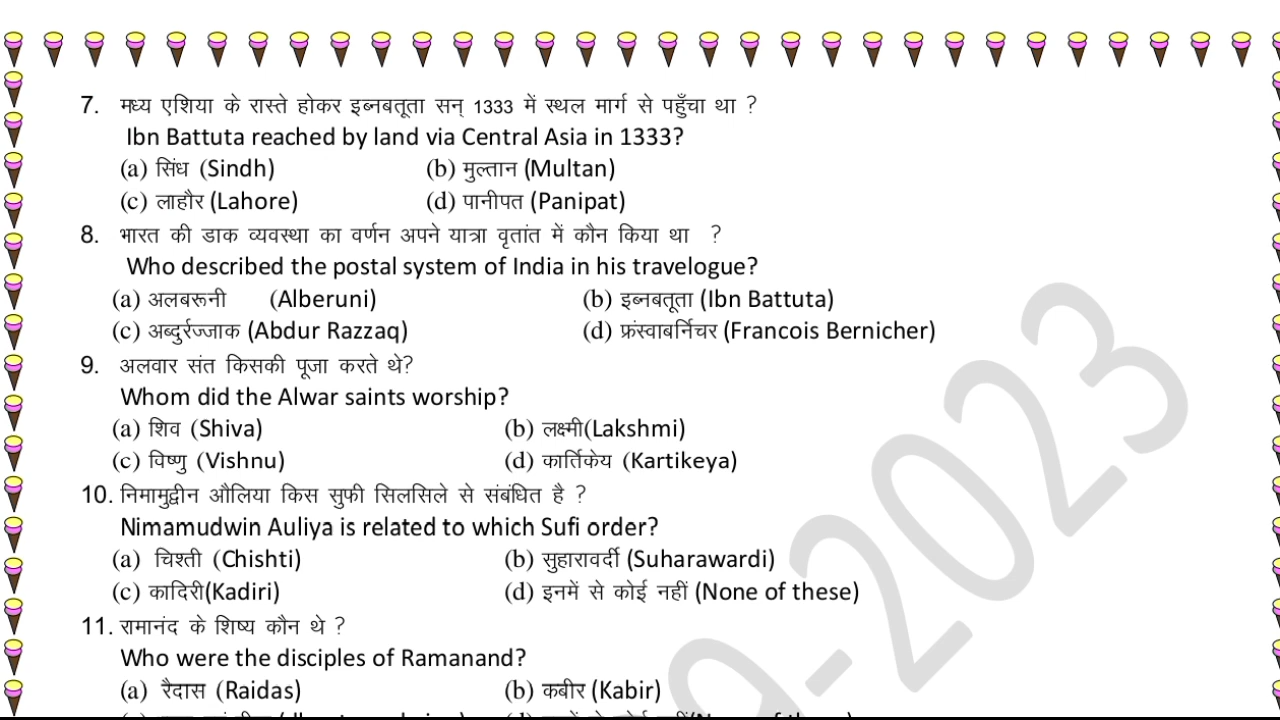 7. मध्य एशिया के रास्ते होकर इब्नबतूता सन् 1333 में स्थल मार्ग से पहुँचा था ?
Ibn Battuta reached by land via Central Asia in 1333?
(a) सिंध (Sindh) (b) मुल्तान (Multan)
(c) लाहौर (Lahore) (d) पानीपत (Panipat)
8. भारत की डाक व्यवस्था का वर्णन अपने यात्रा वृतांत में कौन किया था ?
Who described the postal system of India in his travelogue?
(a) अलबरूनी (Alberuni) (b) इब्नबतूता (Ibn Battuta)
(c) अब्दुर्रज्जाक (Abdur Razzaq) (d) फ्रंस्वाबर्निचर (Francois Bernicher)
9. अलवार संत किसकी पूजा करते थे?
Whom did the Alwar saints worship?
(a) शिव (Shiva) (b) लक्ष्मी(Lakshmi)
(c) विष्णु (Vishnu) (d) कार्तिकेय (Kartikeya)
10. निमामुद्वीन औलिया किस सुफी सिलसिले से संबंधित है ?
Nimamudwin Auliya is related to which Sufi order?
(a) चिश्ती (Chishti) (b) सुहारावर्दी (Suharawardi)
(c) कादिरी(Kadiri) (d) इनमें से कोई नहीं (None of these)
11. रामानंद के शिष्य कौन थे ?
Who were the disciples of Ramanand?
(a) रैदास (Raidas) (b) कबीर (Kabir)